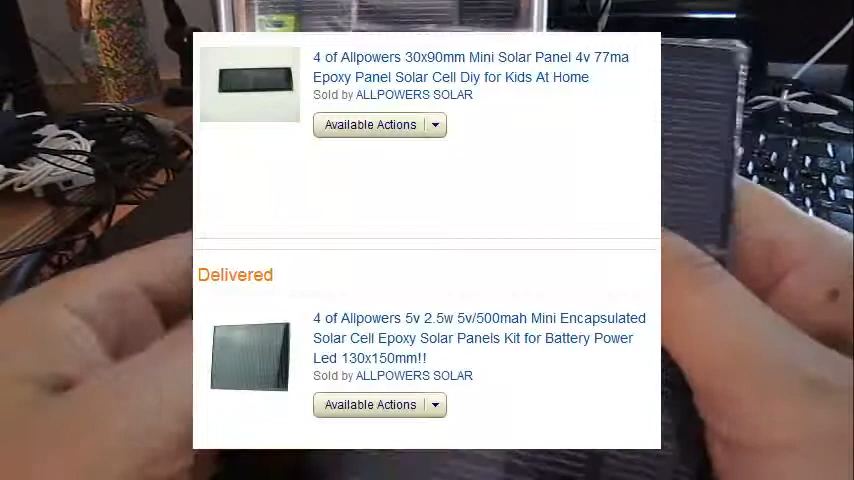 4 of Allpowers 30x90mm Mini Solar Panel 4v 77ma
Epoxy Panel Solar Cell Diy for Kids At Home
Sold by ALLPOWERS SOLAR
Available Actions
Delivered
4 of Allpowers 5v 2.5w 5v/500mah Mini Encapsulated
Solar Cell Epoxy Solar Panels Kit for Battery Power
Led 130x150mm!!
Sold by ALLPOWERS SOLAR
Available Actions